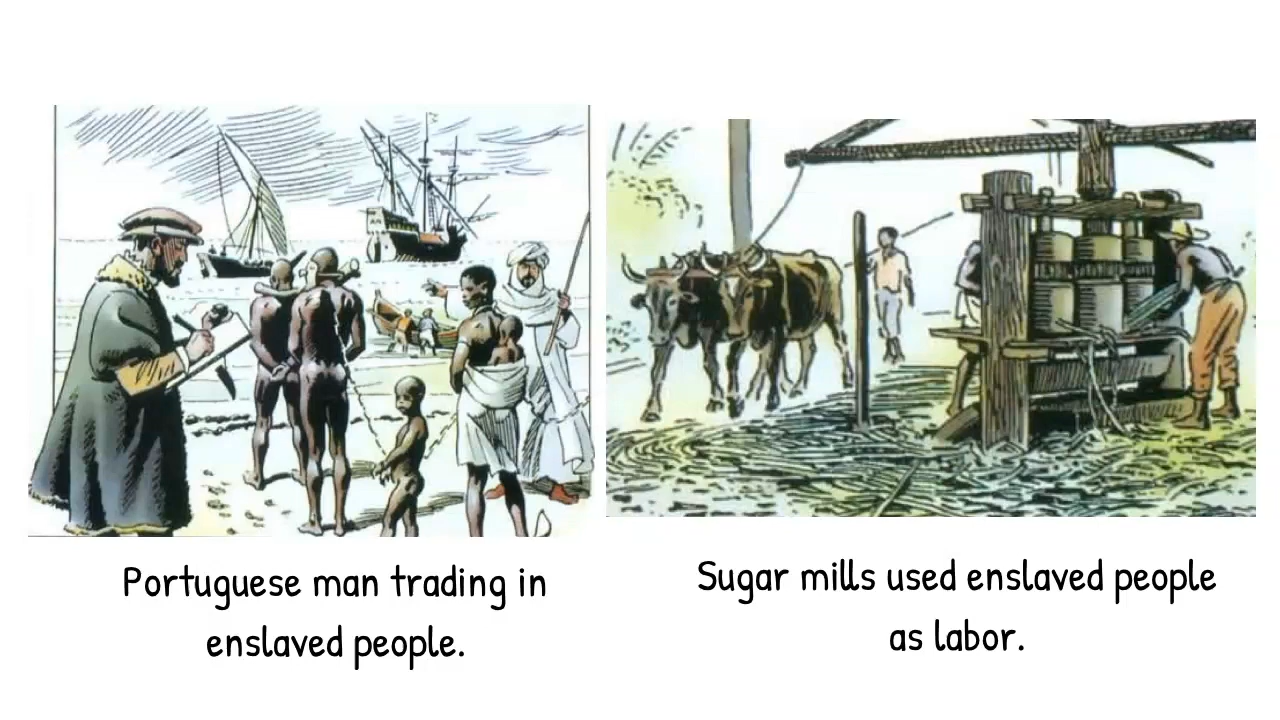 Portuguese man trading in
enslaved people.
Sugar mills used enslaved people
as labor.